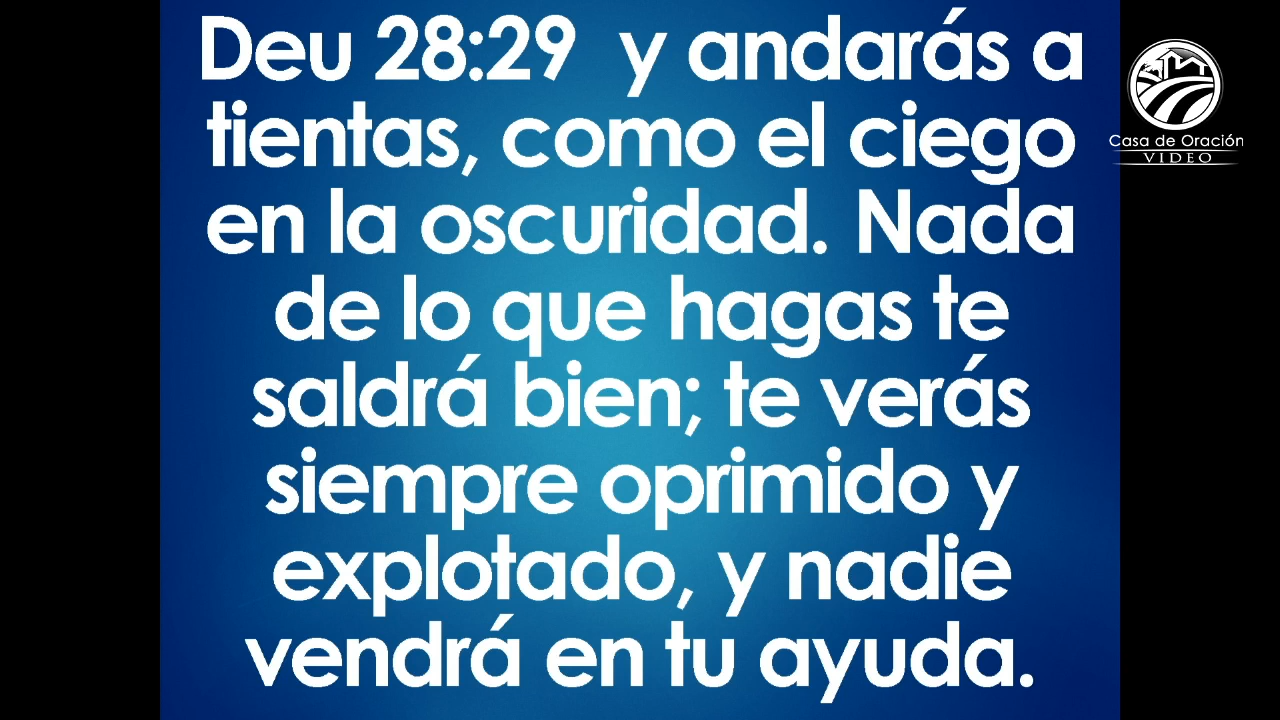 Deu 28:29  y andarás a
tientas, como el ciego
en la oscuridad. Nada
de lo que hagas te
saldrá bien; te verás
siempre oprimido y
explotado, y nadie
vendrá en tu ayuda.
Casa de Oración
VIDEO